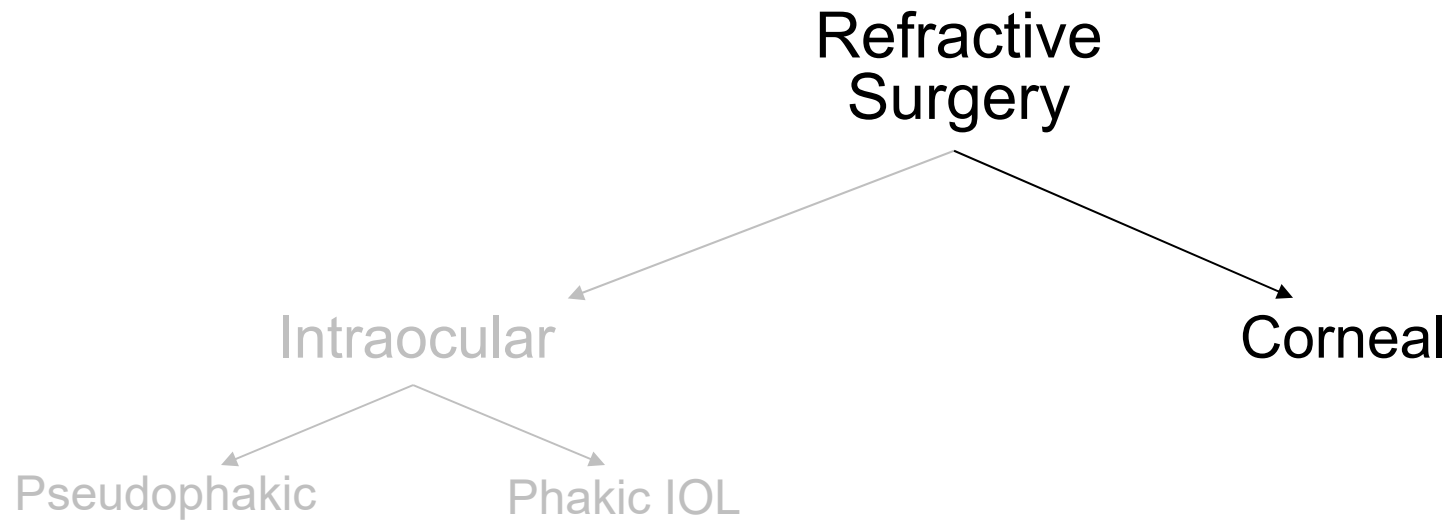 Refractive
Surgery
Intraocular
Corneal
Pseudophakic
Phakic IOL